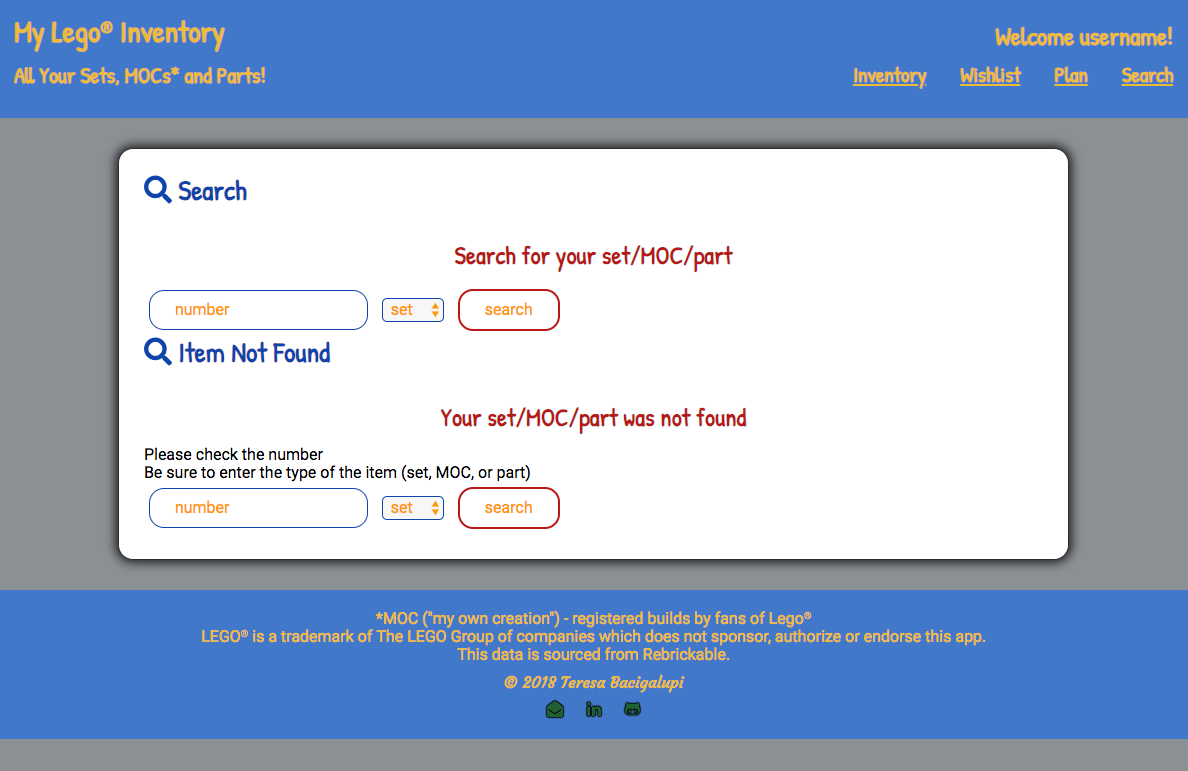 My Lego® Inventory
All Your Sets, MOCs* and Parts!
Welcome username!
Inventory Wishlist Plan Search
Search
Search for your set/MOC/part
number set search
Item Not Found
Your set/MOC/part was not found
Please check the number
Be sure to enter the type of the item (set, MOC, or part)
number set search
*MOC ("my own creation") - registered builds by fans of Lego®
LEGO® is a trademark of The LEGO Group of companies which does not sponsor, authorize or endorse this app.
This data is sourced from Rebrickable.
© 2018 Teresa Bacigalupi
in